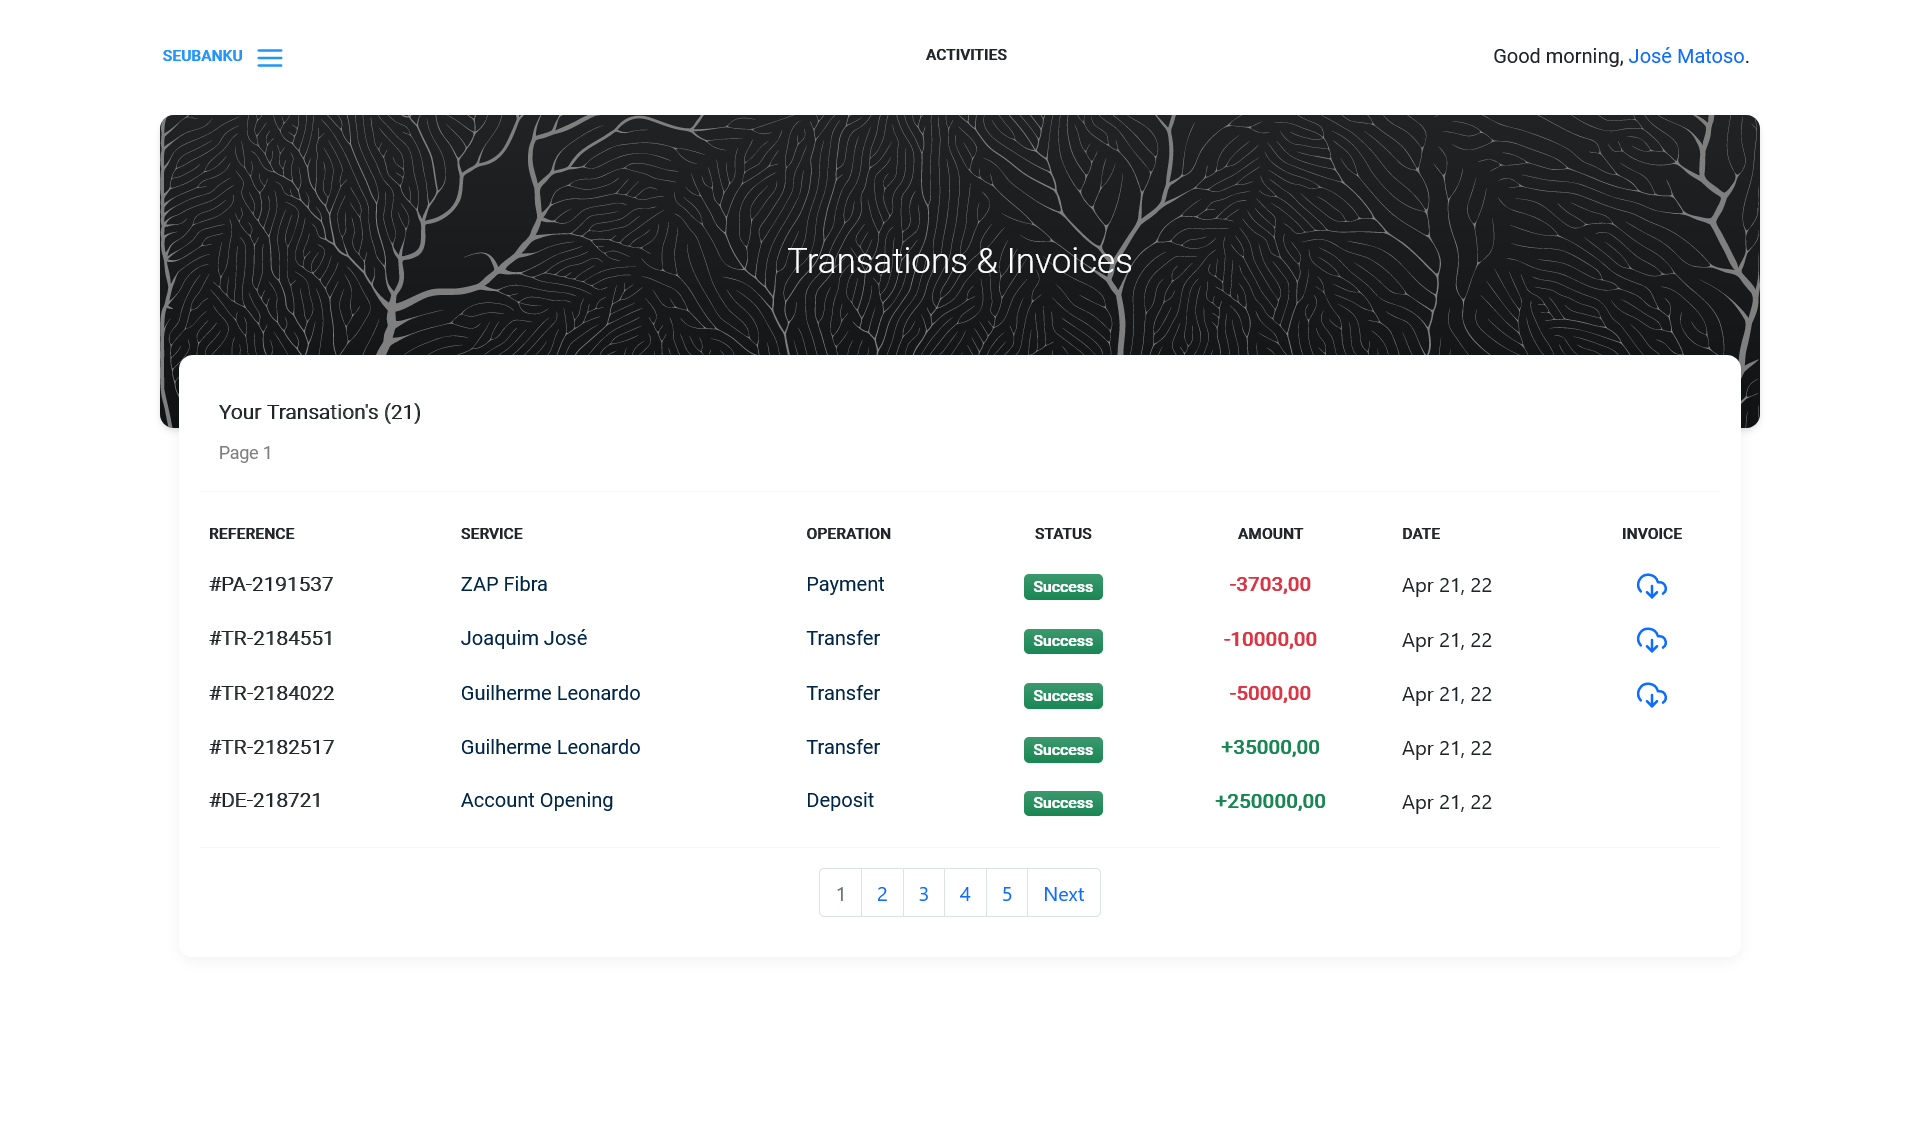 SEUBANKU ACTIVITIES Good morning, José Matoso.
Transations & Invoices
Your Transation's (21)
Page 1
REFERENCE SERVICE OPERATION STATUS AMOUNT DATE INVOICE
#PA-2191537 ZAP Fibra Payment Success -3703,00 Apr 21, 22
#TR-2184551 Joaquim José Transfer Success -10000,00 Apr 21, 22
#TR-2184022 Guilherme Leonardo Transfer Success -5000,00 Apr 21, 22
#TR-2182517 Guilherme Leonardo Transfer Success +35000,00 Apr 21, 22
#DE-218721 Account Opening Deposit Success +250000,00 Apr 21, 22
1 2 3 4 5 Next